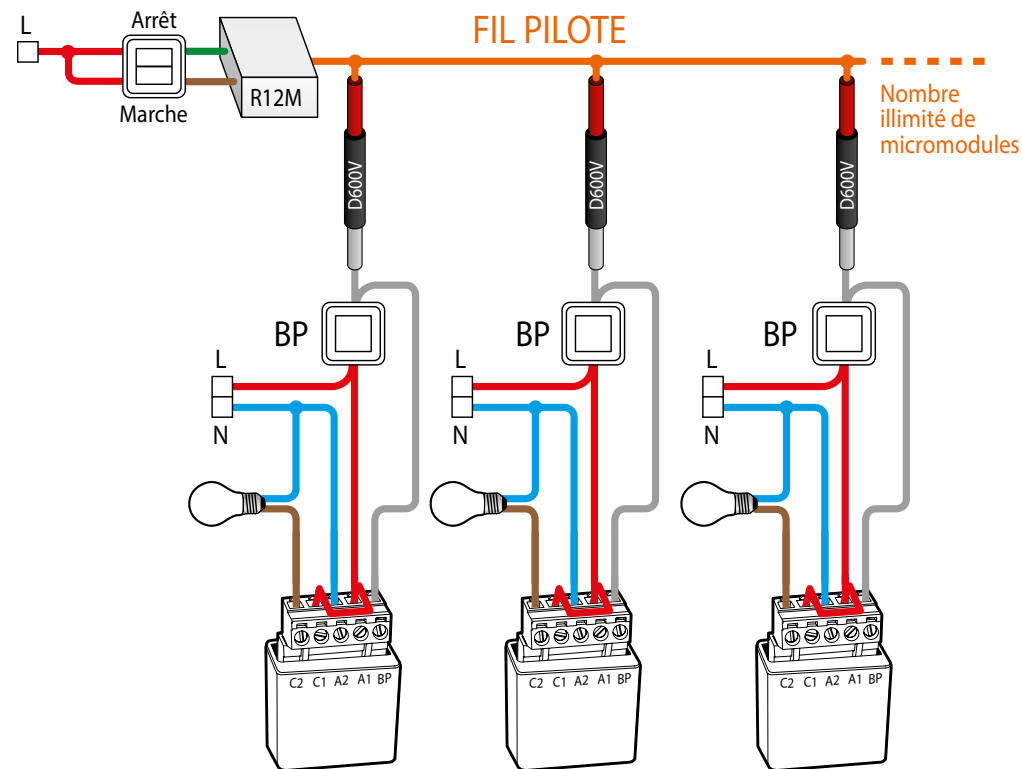 L
Arrêt
Marche
R12M
FIL PILOTE
Nombre
illimité de
micromodules
D600V
D600V
D600V
BP
L
N
BP
L
N
BP
L
N
C2 C1 A2 A1 BP
C2 C1 A2 A1 BP
C2 C1 A2 A1 BP